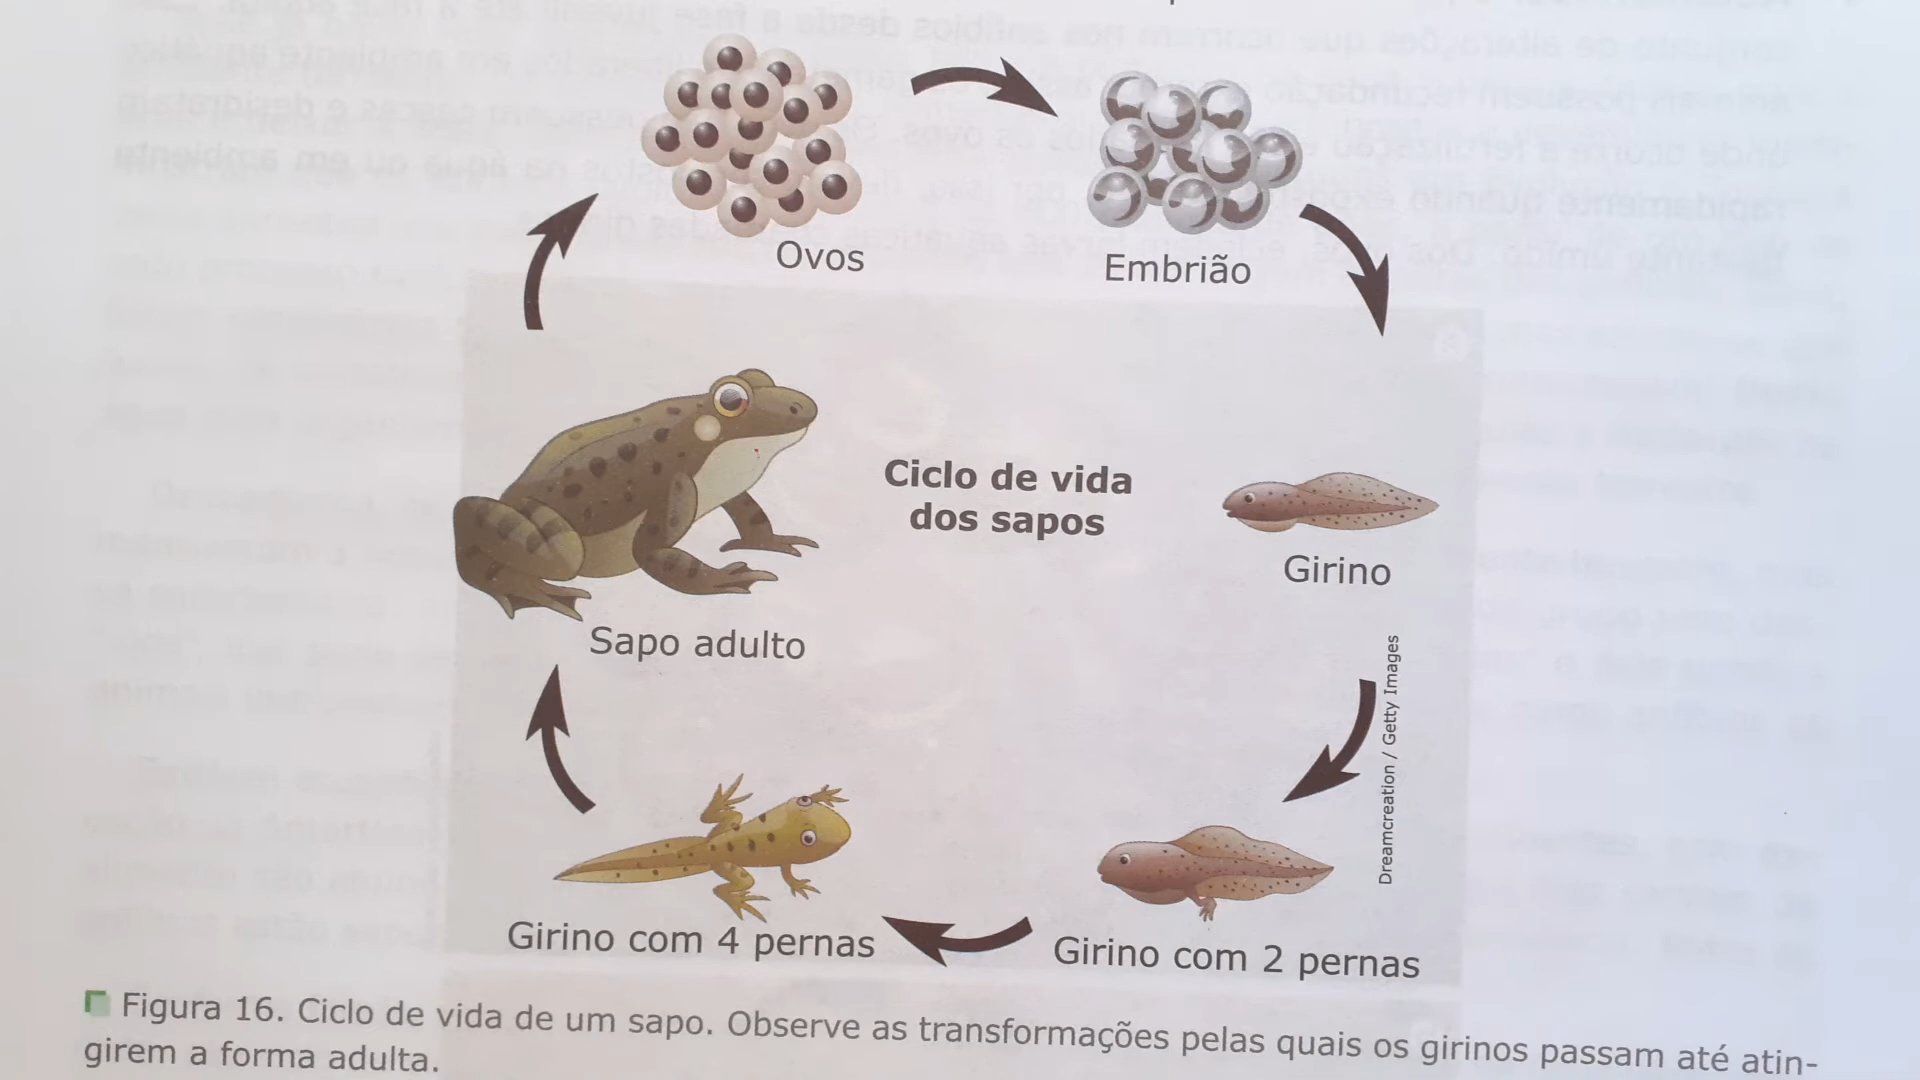 Ovos
Embrião
Ciclo de vida
dos sapos
Girino
Sapo adulto
Dreamcreation / Getty Images
Girino com 4 pernas
Girino com 2 pernas
Figura 16. Ciclo de vida de um sapo. Observe as transformações pelas quais os girinos passam até atin-
girem a forma adulta.